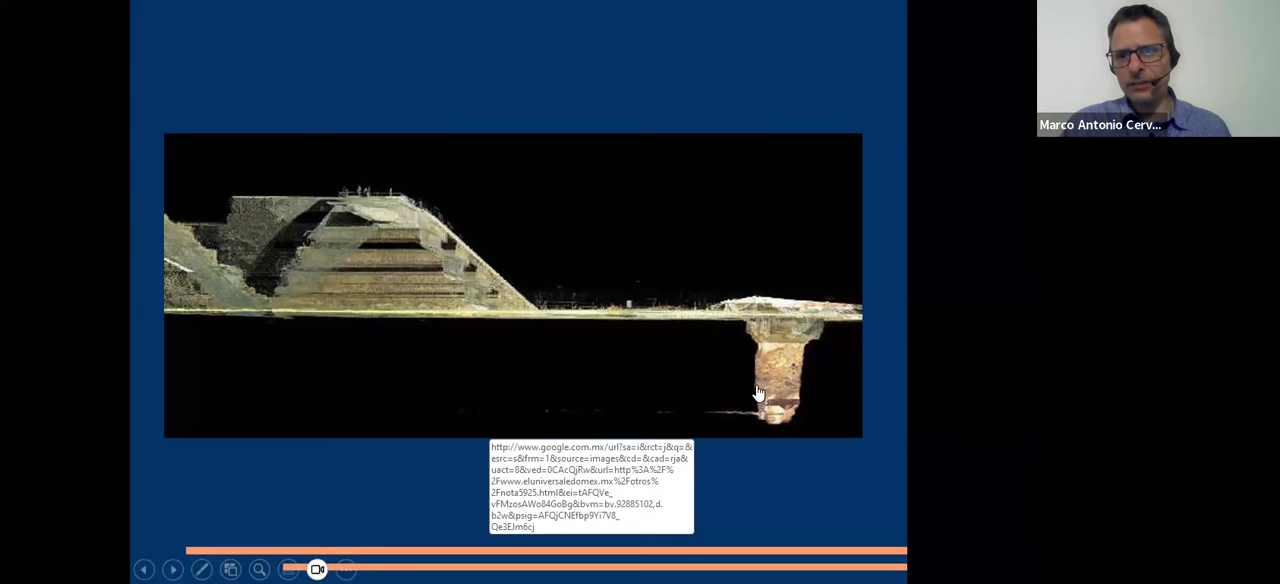 Marco Antonio Cerv...
http://www.google.com.mx/url?sa=i&rct=j&q=&
esrc=s&frm=1&source=images&cd=&cad=rja&
uact=8&ved=0CAcQjRw&url=http%3A%2F%
2Fwww.eluniversaledomex.mx%2Fotros%
2Fnota5925.html&ei=tAFQVe_
vFMzosAWo84GoBg&bvm=bv.92885102,d.
b2w&psig=AFQjCNEfbp9Yi7V8_
Qe3EJm6cj